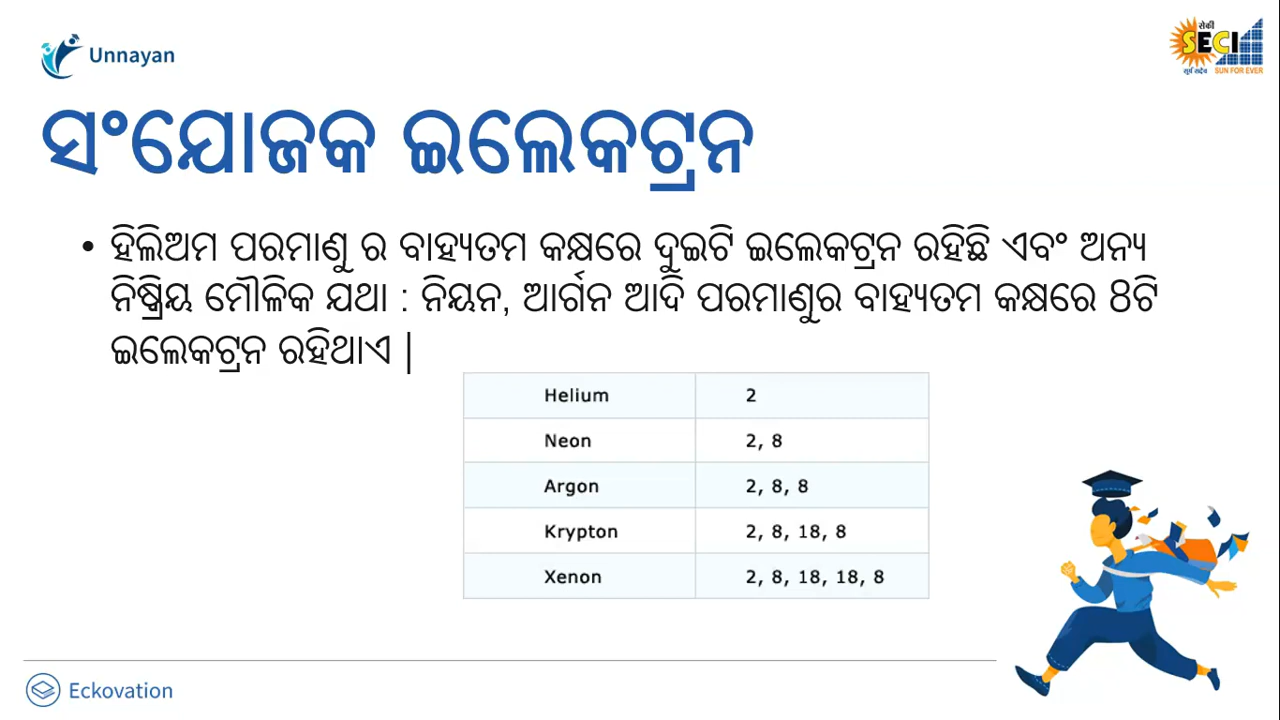 Unnayan
सेकी
SECI
सूर्य सदैव
SUN FOR EVER
ସଂଯୋଜକ ଇଲେକଟ୍ରନ
• ହିଲିଅମ ପରମାଣୁ ର ବାହ୍ୟତମ କକ୍ଷରେ ଦୁଇଟି ଇଲେକଟ୍ରନ ରହିଛି ଏବଂ ଅନ୍ୟ
ନିଷ୍କ୍ରିୟ ମୌଳିକ ଯଥା : ନିୟନ, ଆର୍ଗନ ଆଦି ପରମାଣୁର ବାହ୍ୟତମ କକ୍ଷରେ 8ଟି
ଇଲେକଟ୍ରନ ରହିଥାଏ |
Helium 2
Neon 2, 8
Argon 2, 8, 8
Krypton 2, 8, 18, 8
Xenon 2, 8, 18, 18, 8
Eckovation